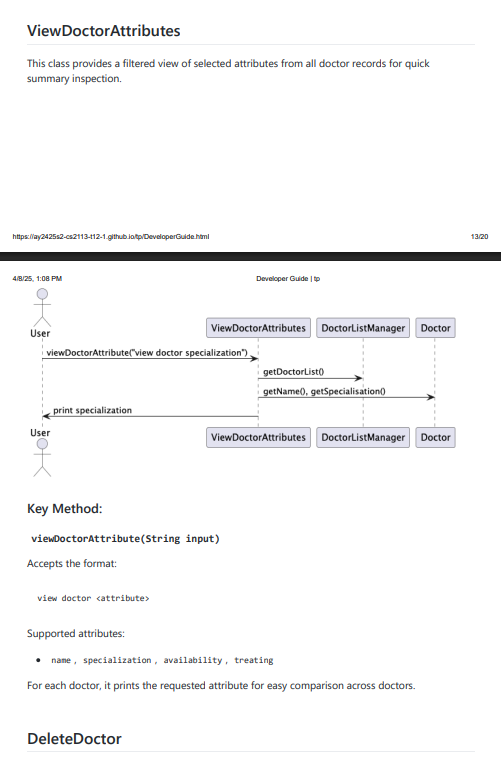 ViewDoctorAttributes
This class provides a filtered view of selected attributes from all doctor records for quick
summary inspection.
https://ay2425s2-cs2113-t12-1.github.io/tp/DeveloperGuide.html 13/20
4/8/25, 1:08 PM Developer Guide | tp
User
ViewDoctorAttributes DoctorListManager Doctor
viewDoctorAttribute("view doctor specialization")
getDoctorList()
getName(), getSpecialisation()
print specialization
User
ViewDoctorAttributes DoctorListManager Doctor
Key Method:
viewDoctorAttribute(String input)
Accepts the format:
view doctor <attribute>
Supported attributes:
• name , specialization , availability , treating
For each doctor, it prints the requested attribute for easy comparison across doctors.
DeleteDoctor